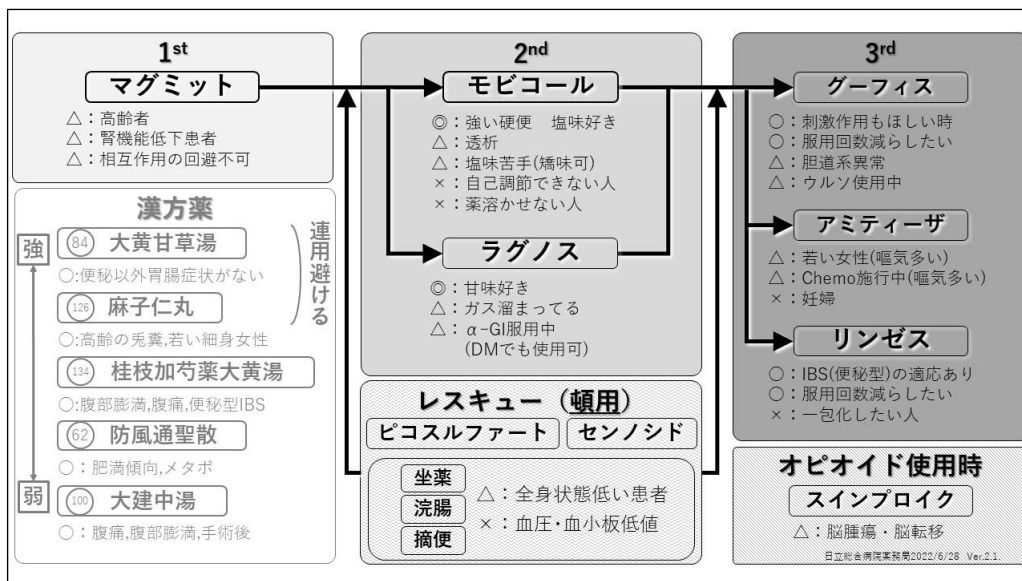 1st
マグミット
△：高齢者
△：腎機能低下患者
△：相互作用の回避不可
漢方薬
強
弱
84 大黄甘草湯
○:便秘以外胃腸症状がない
126 麻子仁丸
○:高齢の兎糞,若い細身女性
連用避ける
134 桂枝加芍薬大黄湯
○:腹部膨満,腹痛,便秘型IBS
62 防風通聖散
○：肥満傾向,メタボ
100 大建中湯
○：腹痛,腹部膨満,手術後
2nd
モビコール
◎：強い硬便　塩味好き
△：透析
△：塩味苦手(矯味可)
×：自己調節できない人
×：薬溶かせない人
ラグノス
◎：甘味好き
△：ガス溜まってる
△：α-GI服用中
(DMでも使用可)
レスキュー（頓用）
ピコスルファート　センノシド
坐薬
浣腸
摘便
△：全身状態低い患者
×：血圧・血小板低値
3rd
グーフィス
○：刺激作用もほしい時
○：服用回数減らしたい
△：胆道系異常
△：ウルソ使用中
アミティーザ
△：若い女性(嘔気多い)
△：Chemo施行中(嘔気多い)
×：妊婦
リンゼス
○：IBS(便秘型)の適応あり
○：服用回数減らしたい
×：一包化したい人
オピオイド使用時
スインプロイク
△：脳腫瘍・脳転移
日立総合病院薬務局2022/6/28 Ver.2.1.